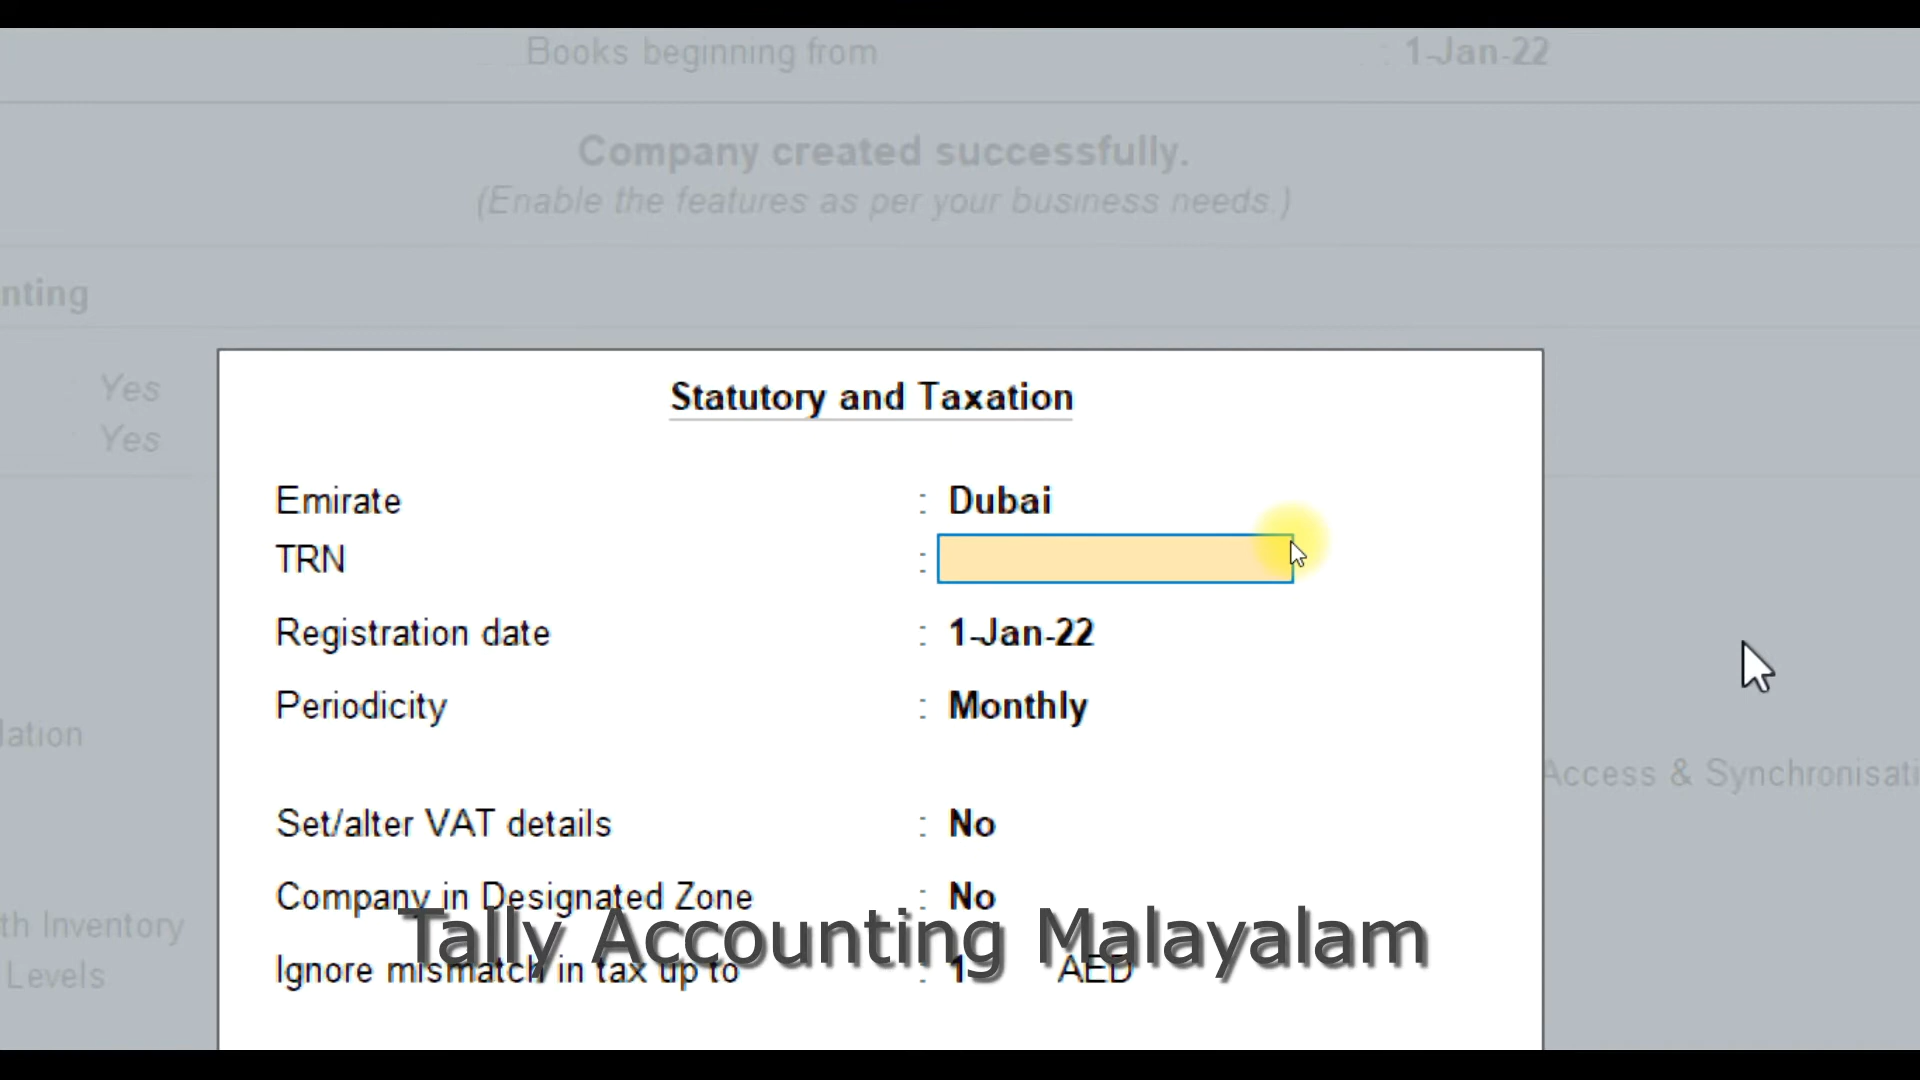 Books beginning from : 1-Jan-22
Company created successfully.
(Enable the features as per your business needs.)
nting
Yes
Yes
Statutory and Taxation
Emirate : Dubai
TRN :
Registration date : 1-Jan-22
Periodicity : Monthly
lation
Access & Synchronisati
Set/alter VAT details : No
Company in Designated Zone : No
th Inventory
Tally Accounting Malayalam
Ignore mismatch in tax up to : 1 AED
Levels